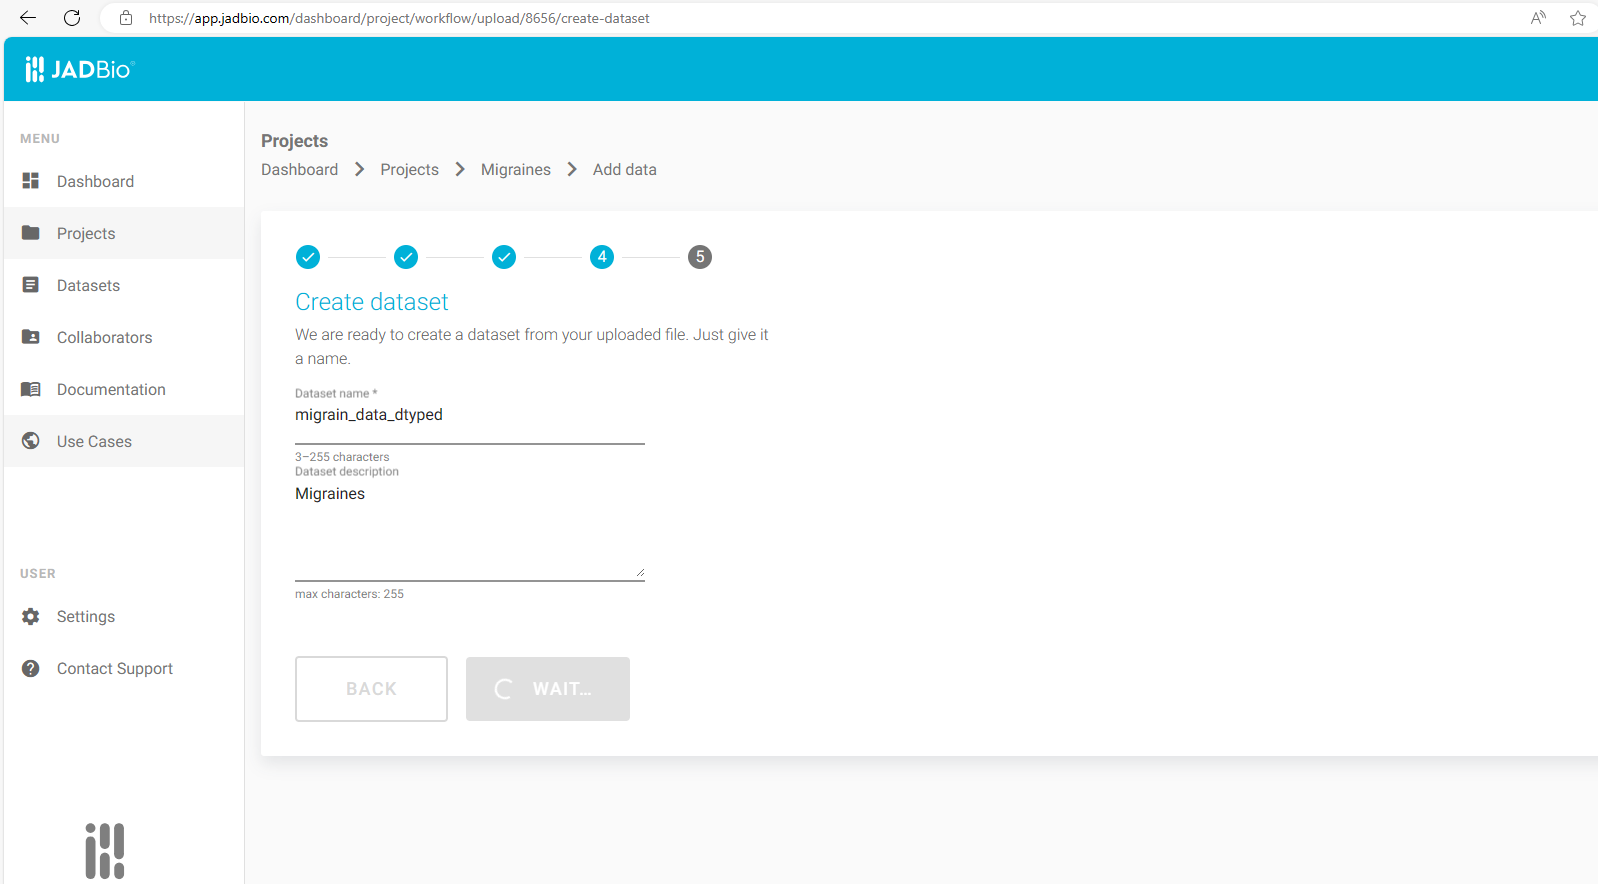 https://app.jadbio.com/dashboard/project/workflow/upload/8656/create-dataset
JADBio
MENU
Dashboard
Projects
Datasets
Collaborators
Documentation
Use Cases
USER
Settings
Contact Support
Projects
Dashboard > Projects > Migraines > Add data
4 5
Create dataset
We are ready to create a dataset from your uploaded file. Just give it
a name.
Dataset name *
migrain_data_dtyped
3–255 characters
Dataset description
Migraines
max characters: 255
BACK WAIT...